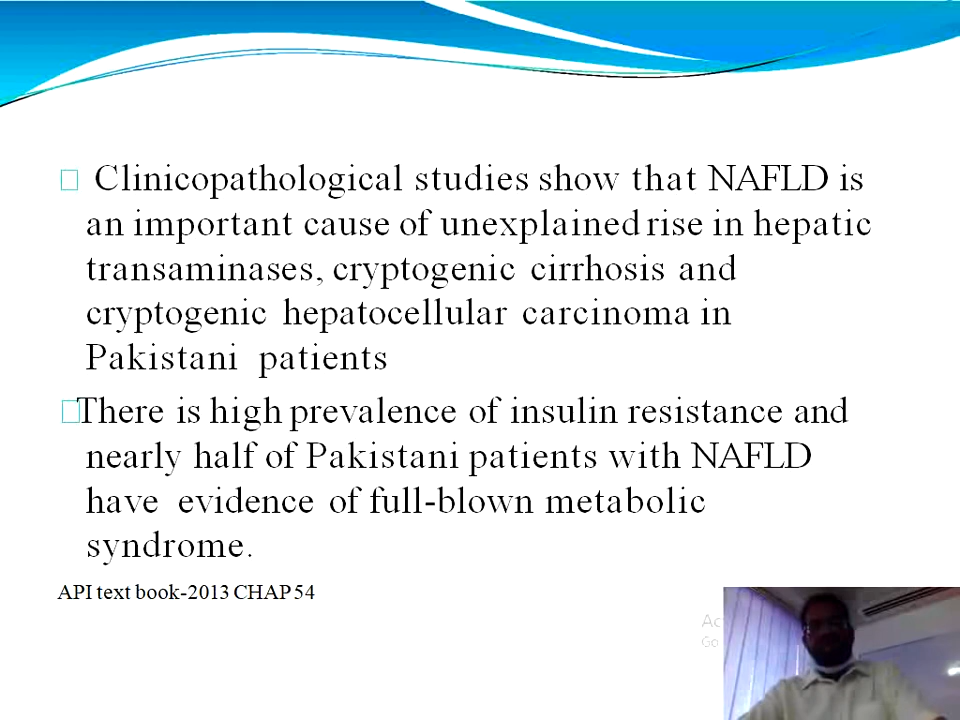 Clinicopathological studies show that NAFLD is
an important cause of unexplained rise in hepatic
transaminases, cryptogenic cirrhosis and
cryptogenic hepatocellular carcinoma in
Pakistani patients
There is high prevalence of insulin resistance and
nearly half of Pakistani patients with NAFLD
have evidence of full-blown metabolic
syndrome.
API text book-2013 CHAP 54
Go